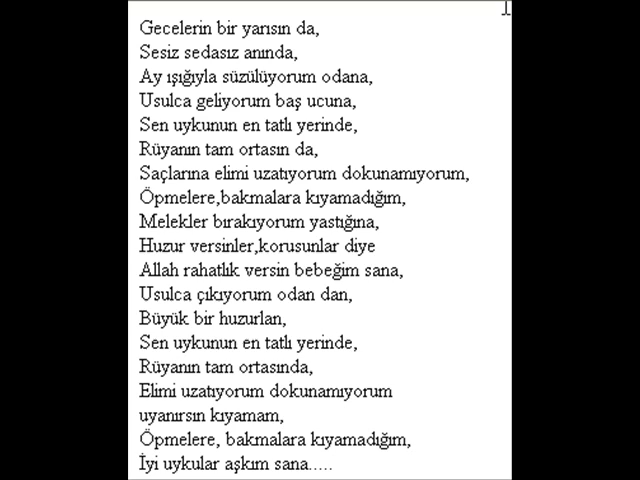 Gecelerin bir yarısın da,
Sesiz sedasız anında,
Ay ışığıyla süzülüyorum odana,
Usulca geliyorum baş ucuna,
Sen uykunun en tatlı yerinde,
Rüyanın tam ortasın da,
Saçlarına elimi uzatıyorum dokunamıyorum,
Öpmelere,bakmalara kıyamadığım,
Melekler bırakıyorum yastığına,
Huzur versinler,korusunlar diye
Allah rahatlık versin bebeğim sana,
Usulca çıkıyorum odan dan,
Büyük bir huzurlan,
Sen uykunun en tatlı yerinde,
Rüyanın tam ortasında,
Elimi uzatıyorum dokunamıyorum
uyanırsın kıyamam,
Öpmelere, bakmalara kıyamadığım,
İyi uykular aşkım sana.....